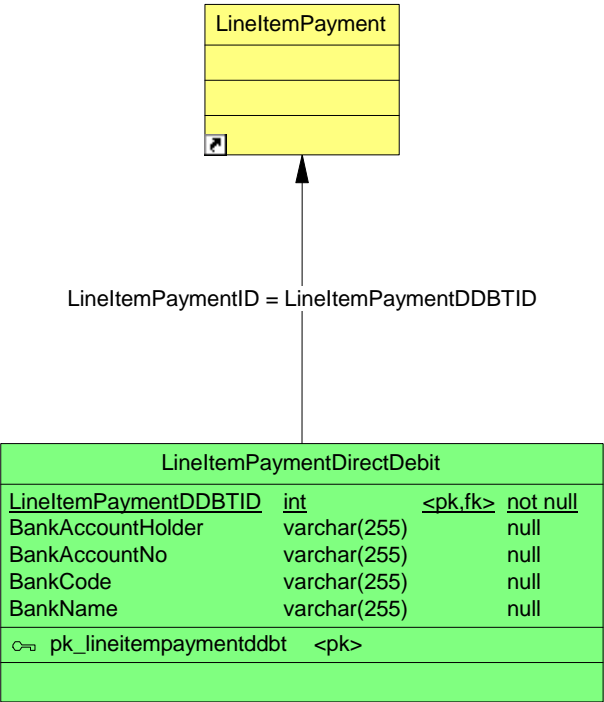 LineItemPayment
LineItemPaymentID = LineItemPaymentDDBTID
LineItemPaymentDirectDebit
LineItemPaymentDDBTID int <pk,fk> not null
BankAccountHolder varchar(255) null
BankAccountNo varchar(255) null
BankCode varchar(255) null
BankName varchar(255) null
pk_lineitempaymentddbt <pk>